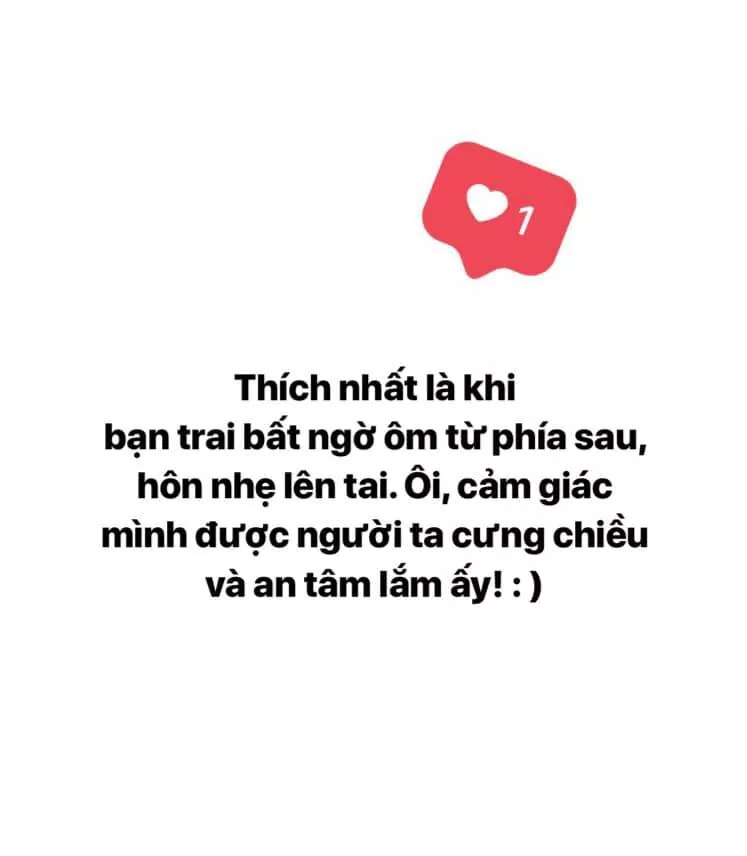 1
Thích nhất là khi
bạn trai bất ngờ ôm từ phía sau,
hôn nhẹ lên tai. Ôi, cảm giác
mình được người ta cưng chiều
và an tâm lắm ấy! : )